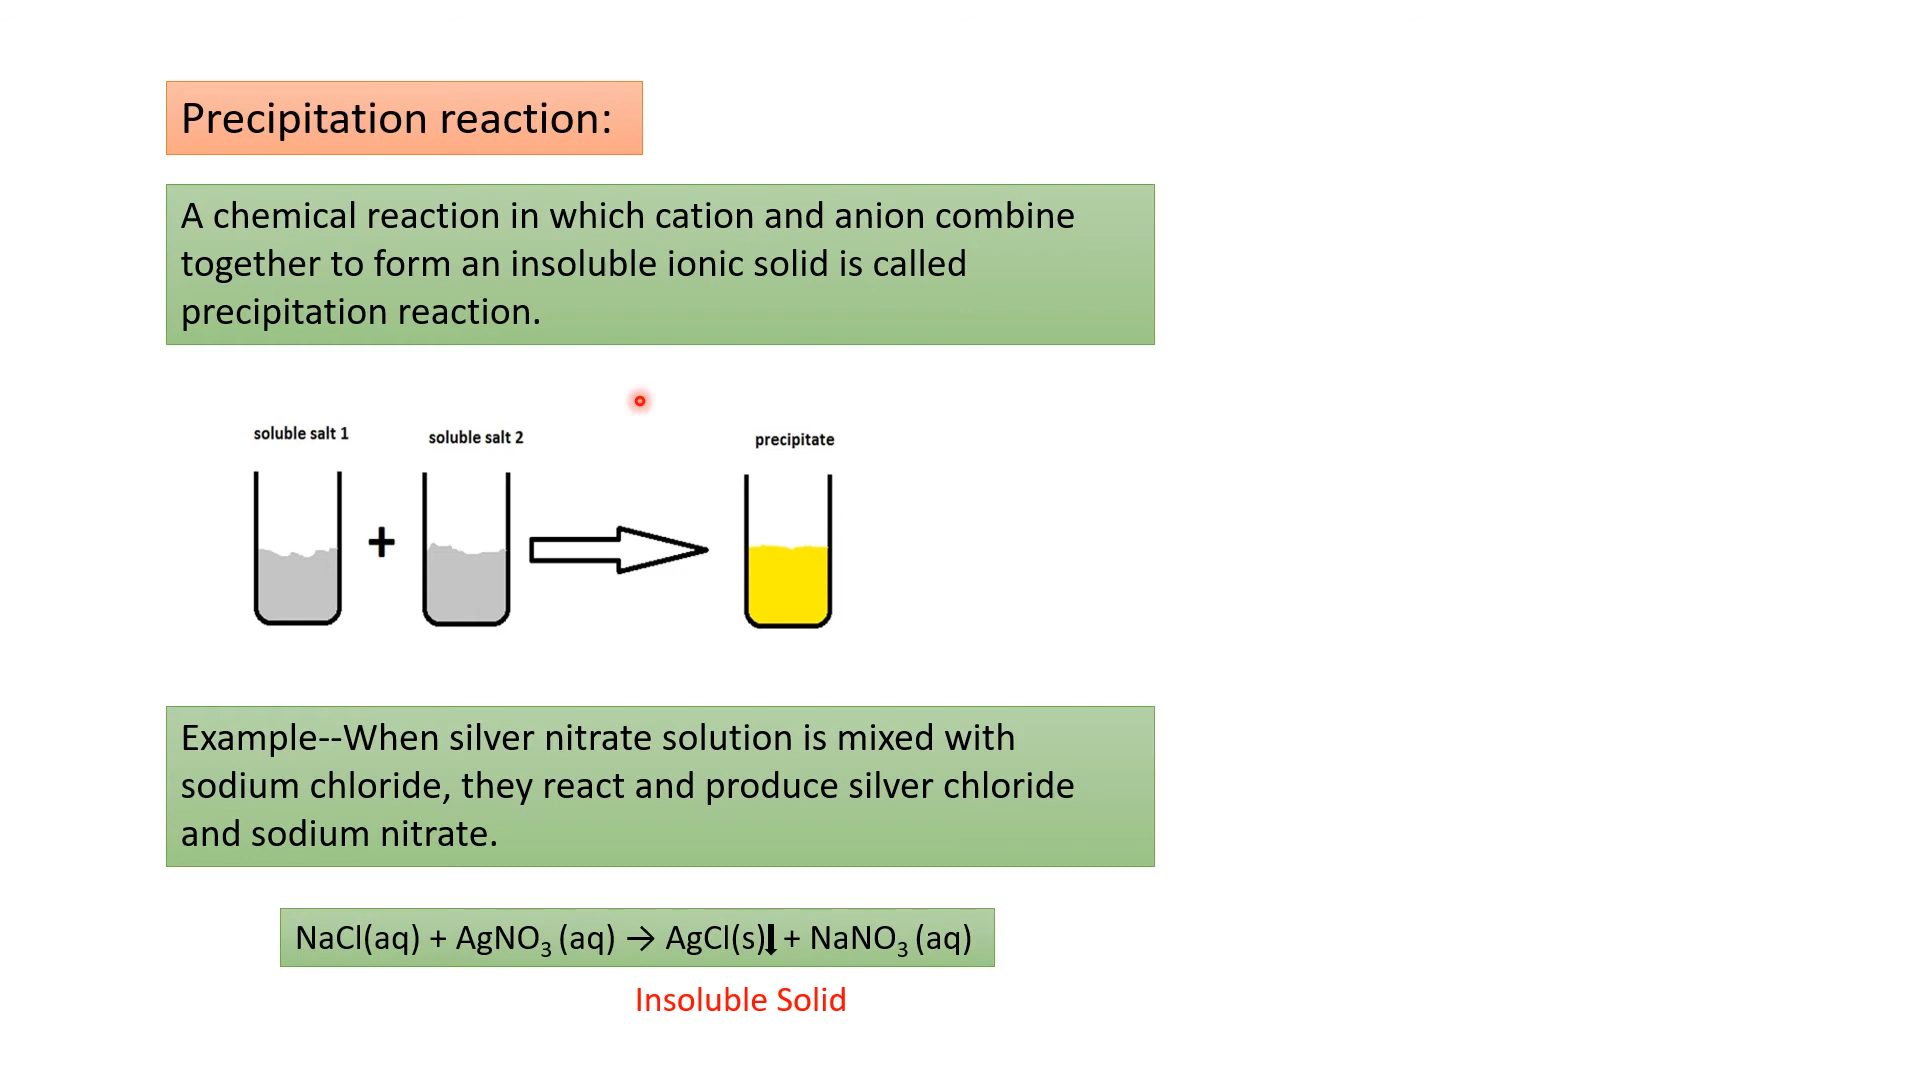 Precipitation reaction:
A chemical reaction in which cation and anion combine
together to form an insoluble ionic solid is called
precipitation reaction.
soluble salt 1
soluble salt 2
precipitate
+
Example--When silver nitrate solution is mixed with
sodium chloride, they react and produce silver chloride
and sodium nitrate.
NaCl(aq) + AgNO₃ (aq) → AgCl(s)↓ + NaNO₃ (aq)
Insoluble Solid